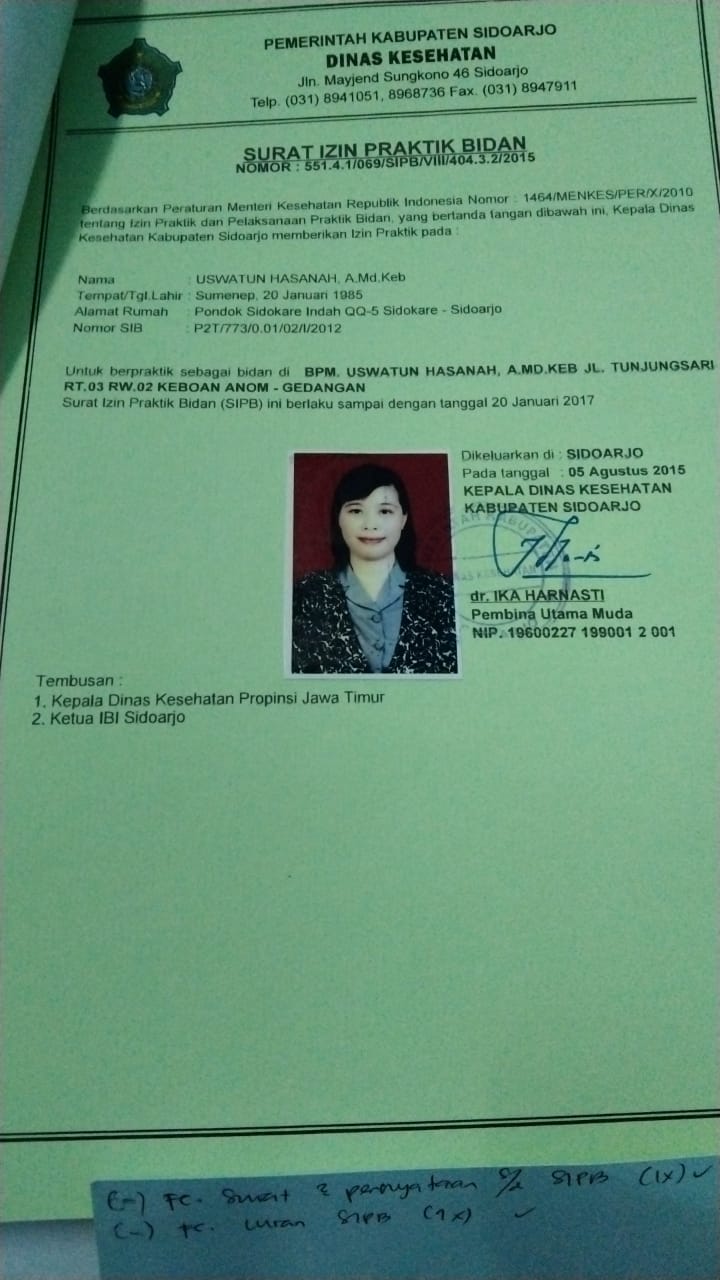 PEMERINTAH KABUPATEN SIDOARJO
DINAS KESEHATAN
Jln. Mayjend Sungkono 46 Sidoarjo
Telp. (031) 8941051, 8968736 Fax. (031) 8947911
SURAT IZIN PRAKTIK BIDAN
NOMOR : 551.4.1/069/SIPB/VIII/404.3.2/2015
Berdasarkan Peraturan Menteri Kesehatan Republik Indonesia Nomor : 1464/MENKES/PER/X/2010
tentang Izin Praktik dan Pelaksanaan Praktik Bidan, yang bertanda tangan dibawah ini, Kepala Dinas
Kesehatan Kabupaten Sidoarjo memberikan Izin Praktik pada :
Nama : USWATUN HASANAH, A.Md.Keb
Tempat/Tgl.Lahir : Sumenep, 20 Januari 1985
Alamat Rumah : Pondok Sidokare Indah QQ-5 Sidokare - Sidoarjo
Nomor SIB : P2T/773/0.01/02/I/2012
Untuk berpraktik sebagai bidan di BPM. USWATUN HASANAH, A.MD.KEB JL. TUNJUNGSARI
RT.03 RW.02 KEBOAN ANOM - GEDANGAN
Surat Izin Praktik Bidan (SIPB) ini berlaku sampai dengan tanggal 20 Januari 2017
Dikeluarkan di : SIDOARJO
Pada tanggal : 05 Agustus 2015
KEPALA DINAS KESEHATAN
KABUPATEN SIDOARJO
dr. IKA HARNASTI
Pembina Utama Muda
NIP. 19600227 199001 2 001
Tembusan :
1. Kepala Dinas Kesehatan Propinsi Jawa Timur
2. Ketua IBI Sidoarjo
(-) FC. Surat 2 pernyataan SIPB (1x) ✓
(-) FC. SIPB (1x) ✓